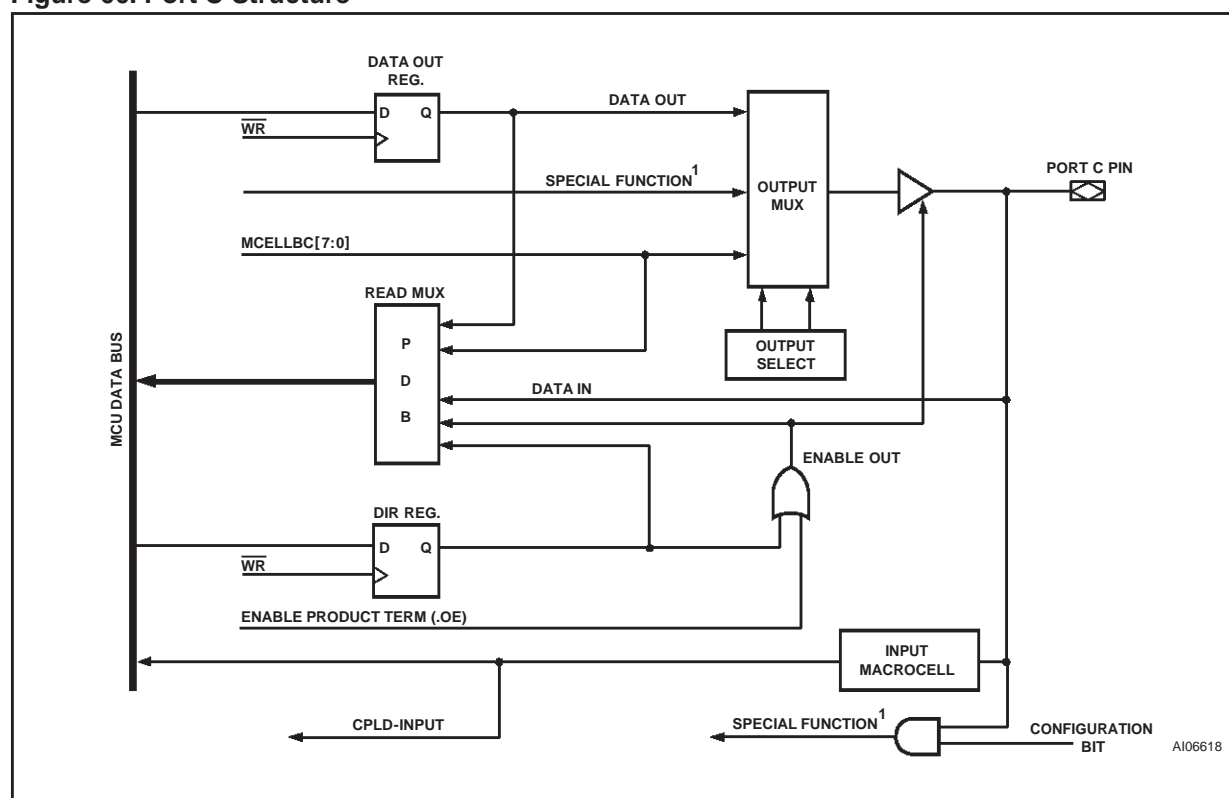 DATA OUT
REG.
D Q
WR
DATA OUT
SPECIAL FUNCTION1
OUTPUT
MUX
PORT C PIN
MCELLBC[7:0]
READ MUX
P
D
B
OUTPUT
SELECT
MCU DATA BUS
DATA IN
ENABLE OUT
DIR REG.
D Q
WR
ENABLE PRODUCT TERM (.OE)
INPUT
MACROCELL
CPLD-INPUT
SPECIAL FUNCTION1
CONFIGURATION
BIT
AI06618